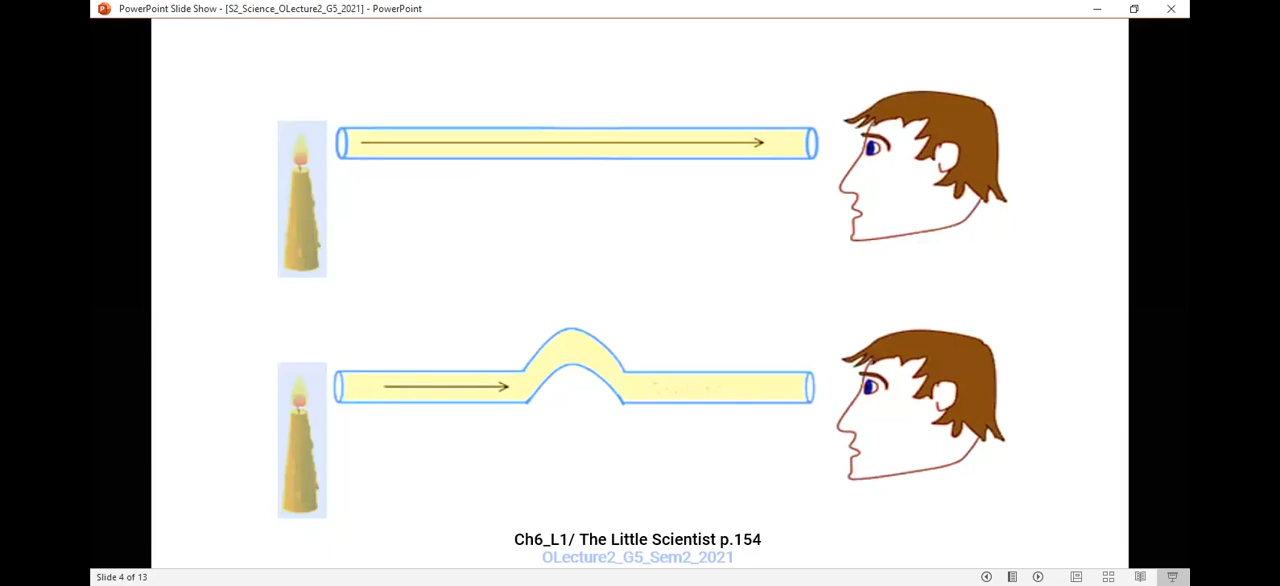 PowerPoint Slide Show - [S2_Science_OLecture2_G5_2021] - PowerPoint
Ch6_L1/ The Little Scientist p.154
OLecture2_G5_Sem2_2021
Slide 4 of 13